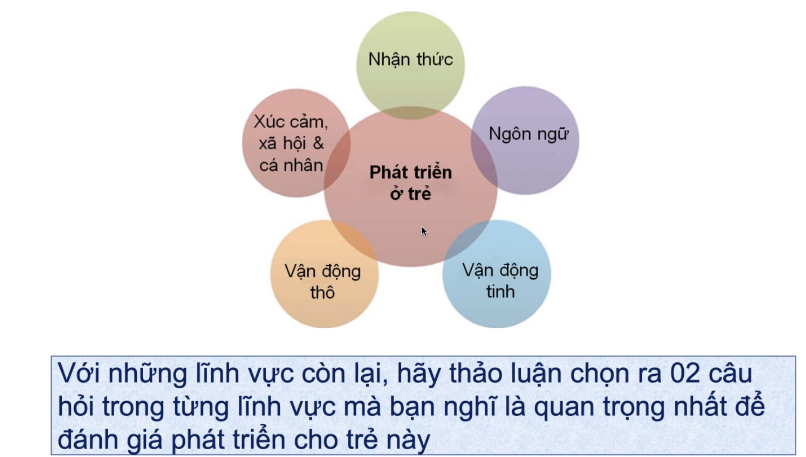 Nhận thức
Xúc cảm,
xã hội &
cá nhân
Ngôn ngữ
Phát triển
ở trẻ
Vận động
thô
Vận động
tinh
Với những lĩnh vực còn lại, hãy thảo luận chọn ra 02 câu
hỏi trong từng lĩnh vực mà bạn nghĩ là quan trọng nhất để
đánh giá phát triển cho trẻ này